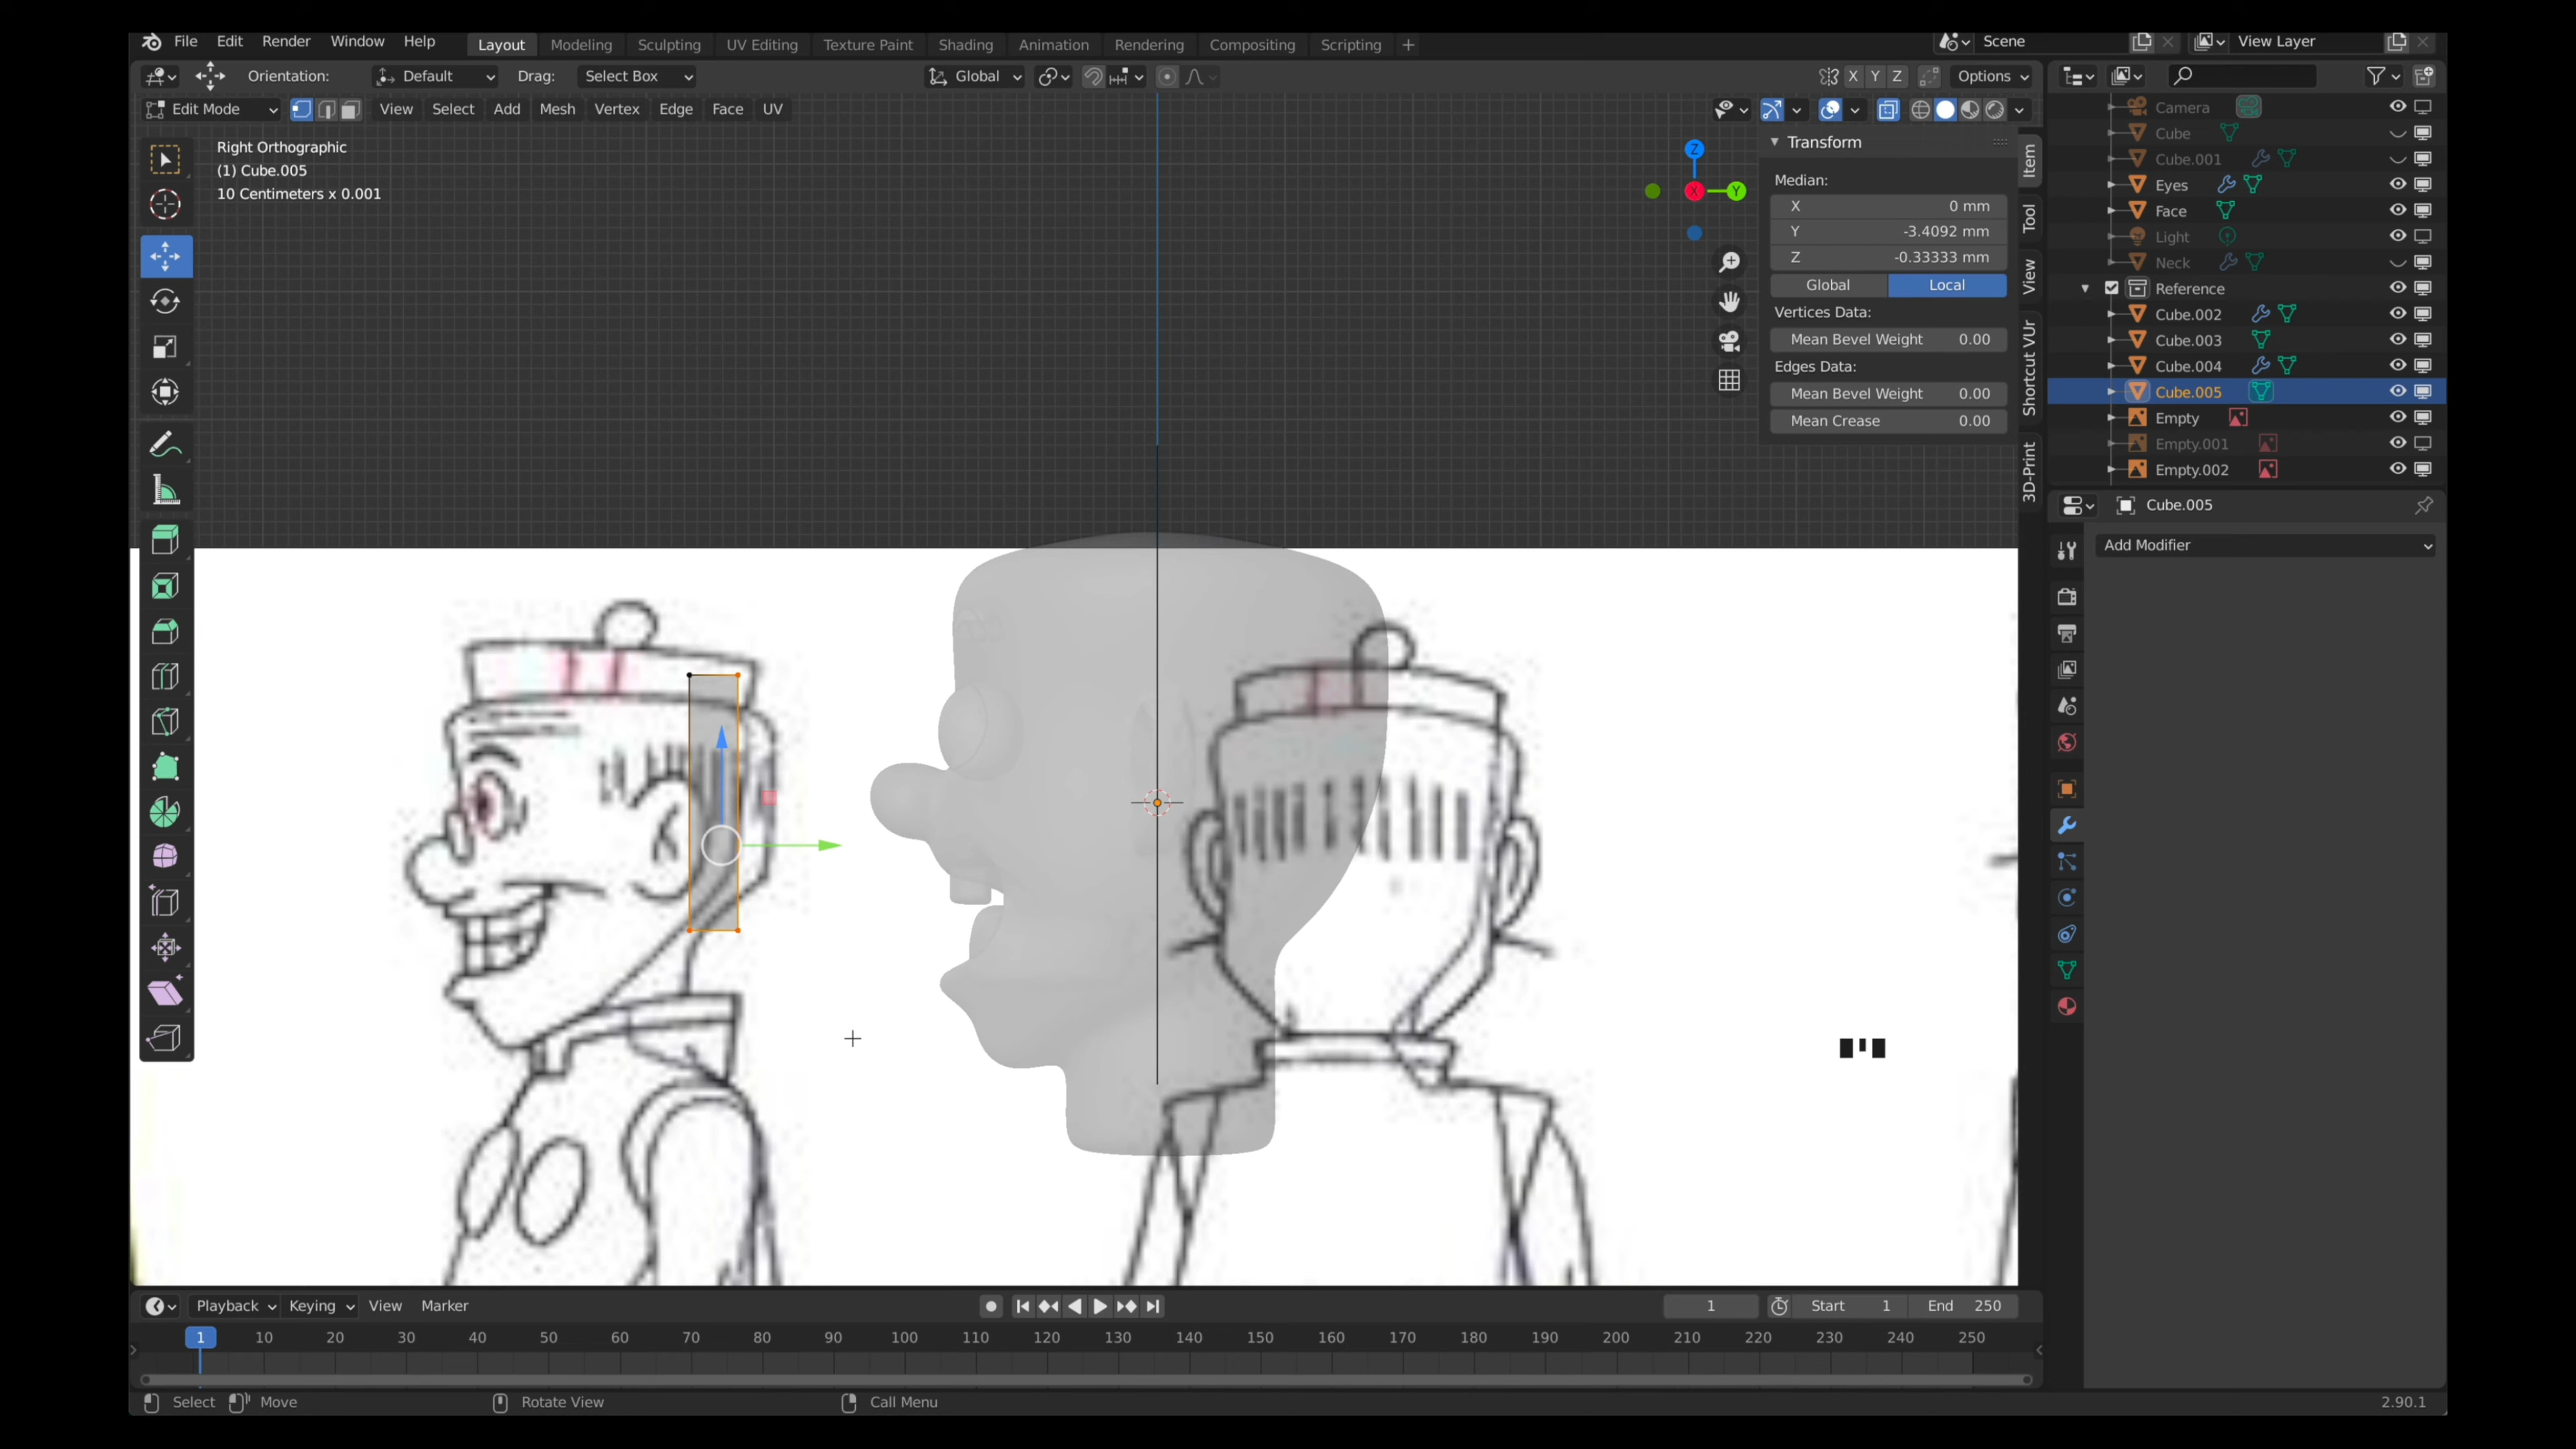 File Edit Render Window Help Layout Modeling Sculpting UV Editing Texture Paint Shading Animation Rendering Compositing Scripting + Scene View Layer
Orientation: Default Drag: Select Box Global X Y Z Options
Edit Mode View Select Add Mesh Vertex Edge Face UV
Right Orthographic
(1) Cube.005
10 Centimeters x 0.001
Z
X
Y
Transform
Median:
X 0 mm
Y -3.4092 mm
Z -0.33333 mm
Global Local
Vertices Data:
Mean Bevel Weight 0.00
Edges Data:
Mean Bevel Weight 0.00
Mean Crease 0.00
Item
Tool
View
Shortcut VUr
3D-Print
Camera
Cube
Cube.001
Eyes
Face
Light
Neck
Reference
Cube.002
Cube.003
Cube.004
Cube.005
Empty
Empty.001
Empty.002
Cube.005
Add Modifier
Playback Keying View Marker 1 Start 1 End 250
1 10 20 30 40 50 60 70 80 90 100 110 120 130 140 150 160 170 180 190 200 210 220 230 240 250
Select Move Rotate View Call Menu 2.90.1